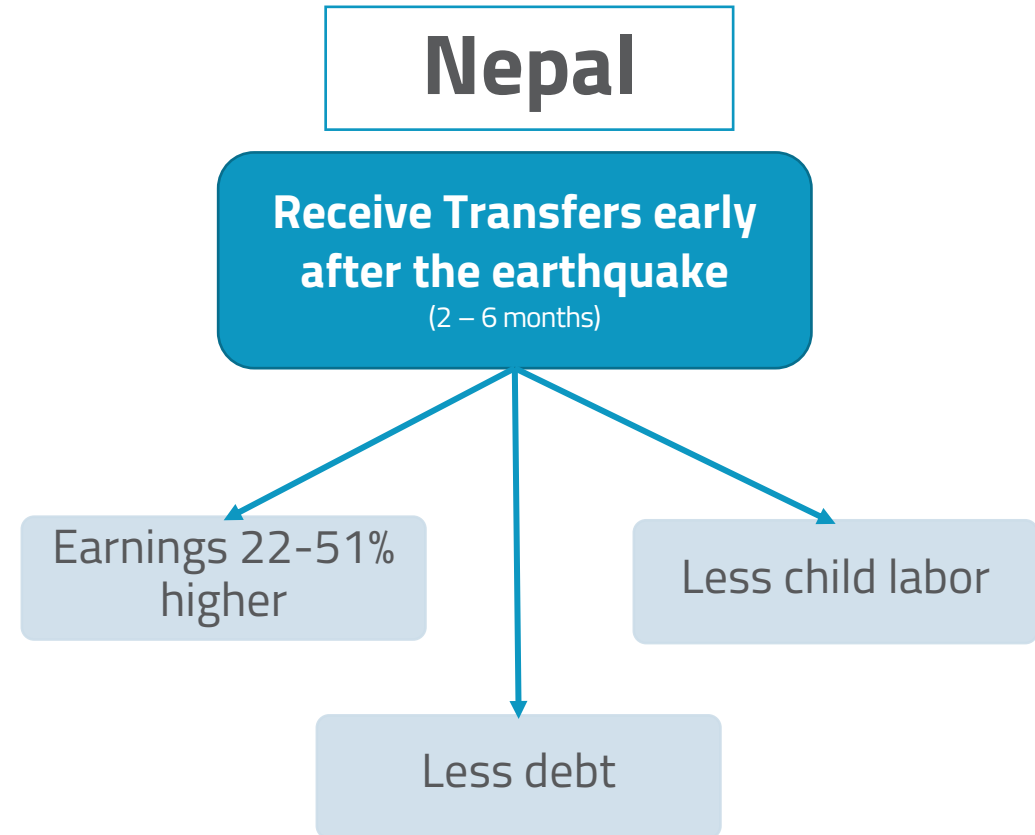 Nepal
Receive Transfers early
after the earthquake
(2 – 6 months)
Earnings 22-51%
higher
Less child labor
Less debt